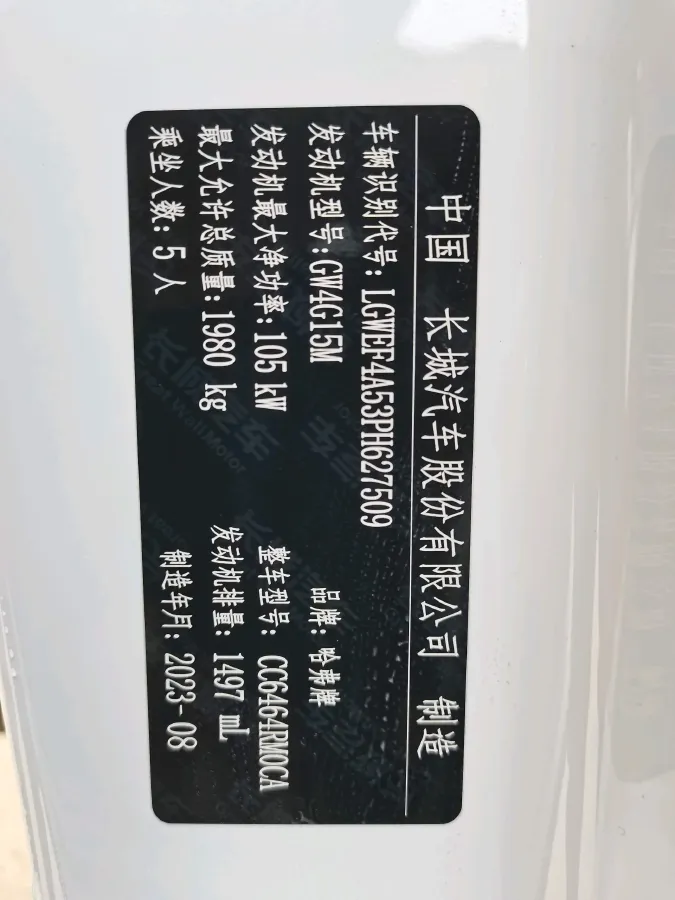 中国 长城汽车股份有限公司 制造
车辆识别代号: LGWEF4A53PH627509
发动机型号:GW4G15M 品牌: 哈弗牌
发动机最大净功率:105 kW 整车型号: CC6464RM0CA
最大允许总质量:1980 kg 发动机排量: 1497 mL
乘坐人数: 5 人 制造年月: 2023-08